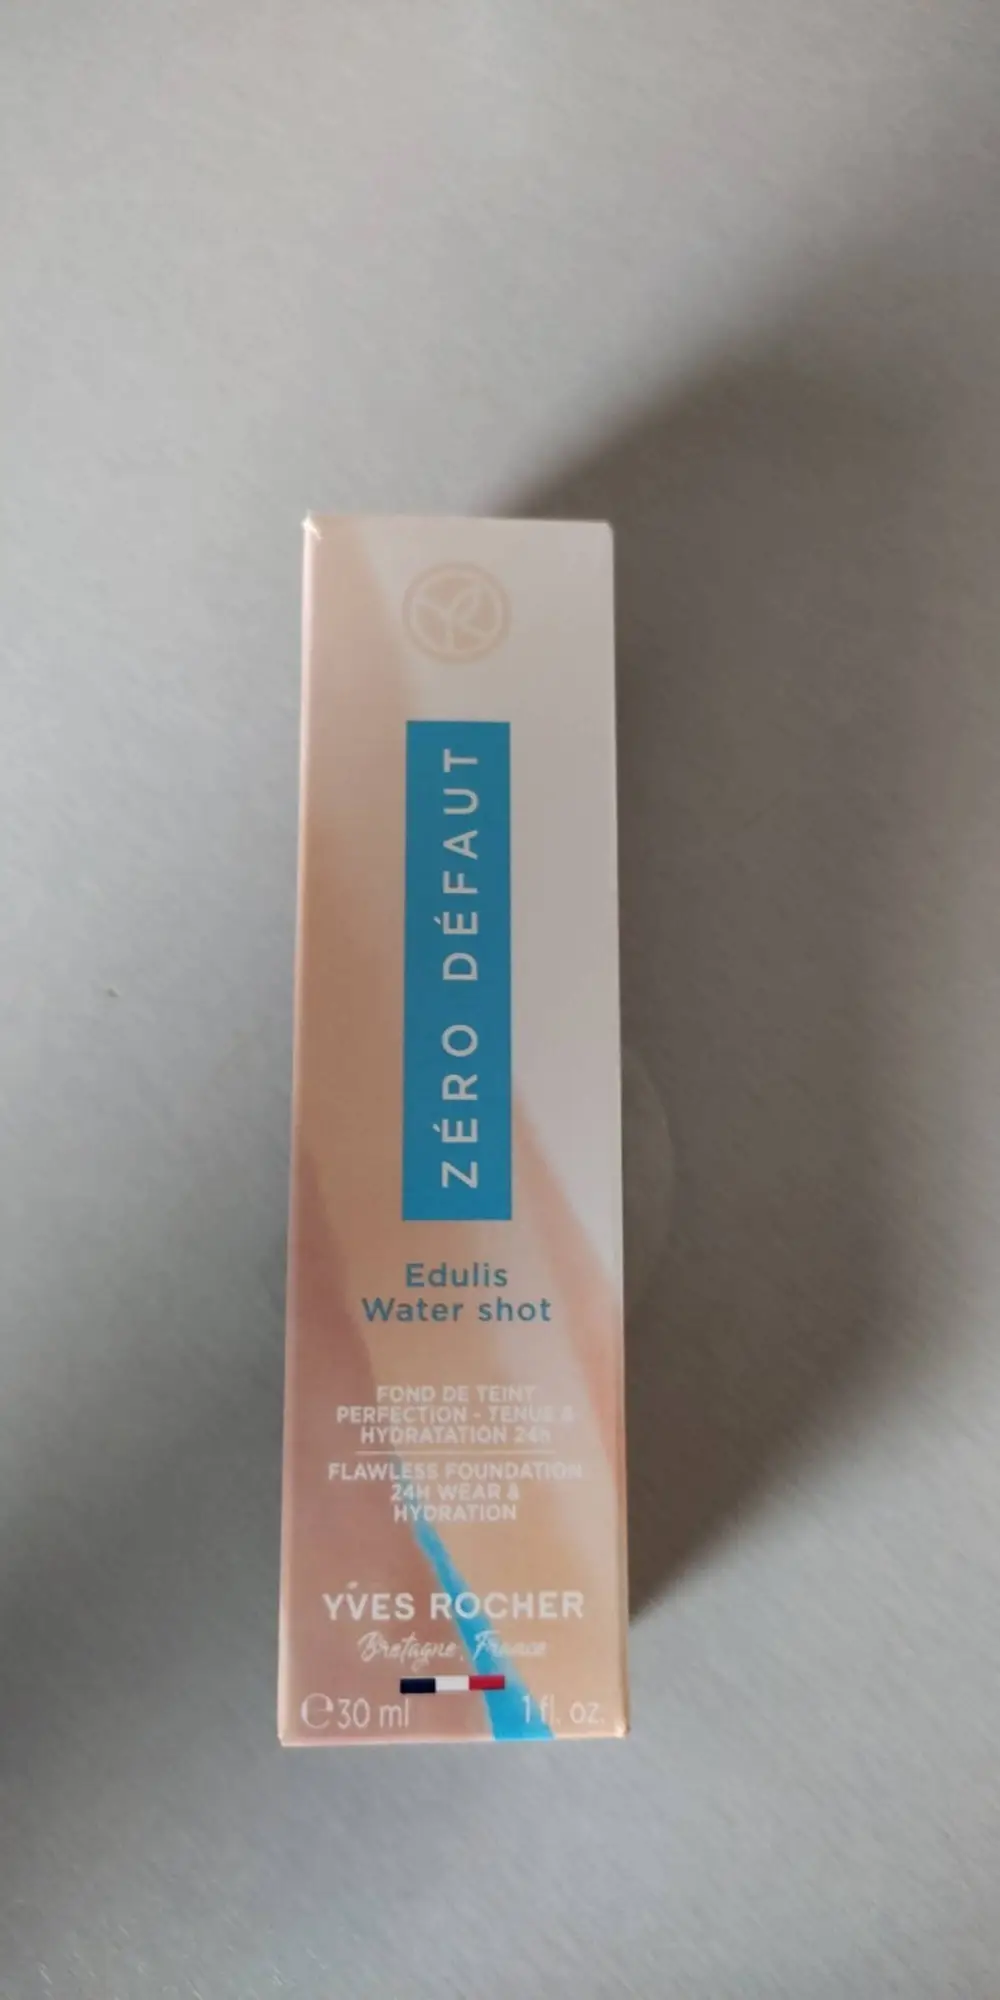 ZÉRO DÉFAUT
Edulis
Water shot
FOND DE TEINT
PERFECTION - TENUE &
HYDRATATION 24h
FLAWLESS FOUNDATION
24H WEAR &
HYDRATION
YVES ROCHER
Bretagne, France
℮30 ml 1 fl. oz.